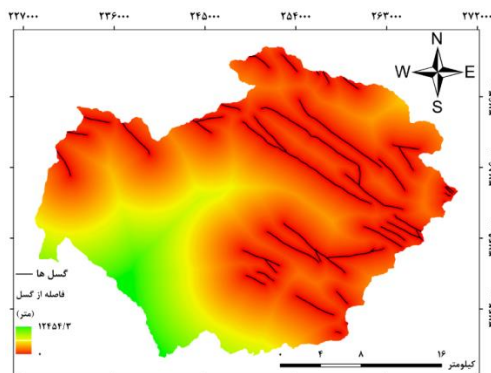 ۲۲۷۰۰۰ ۲۳۶۰۰۰ ۲۴۵۰۰۰ ۲۵۴۰۰۰ ۲۶۳۰۰۰ ۲۷۲۰۰۰
N
W E
S
گسل ها
فاصله از گسل
(متر)
۱۲۴۵۴/۳
۰
۰ ۴ ۸ ۱۶
کیلومتر